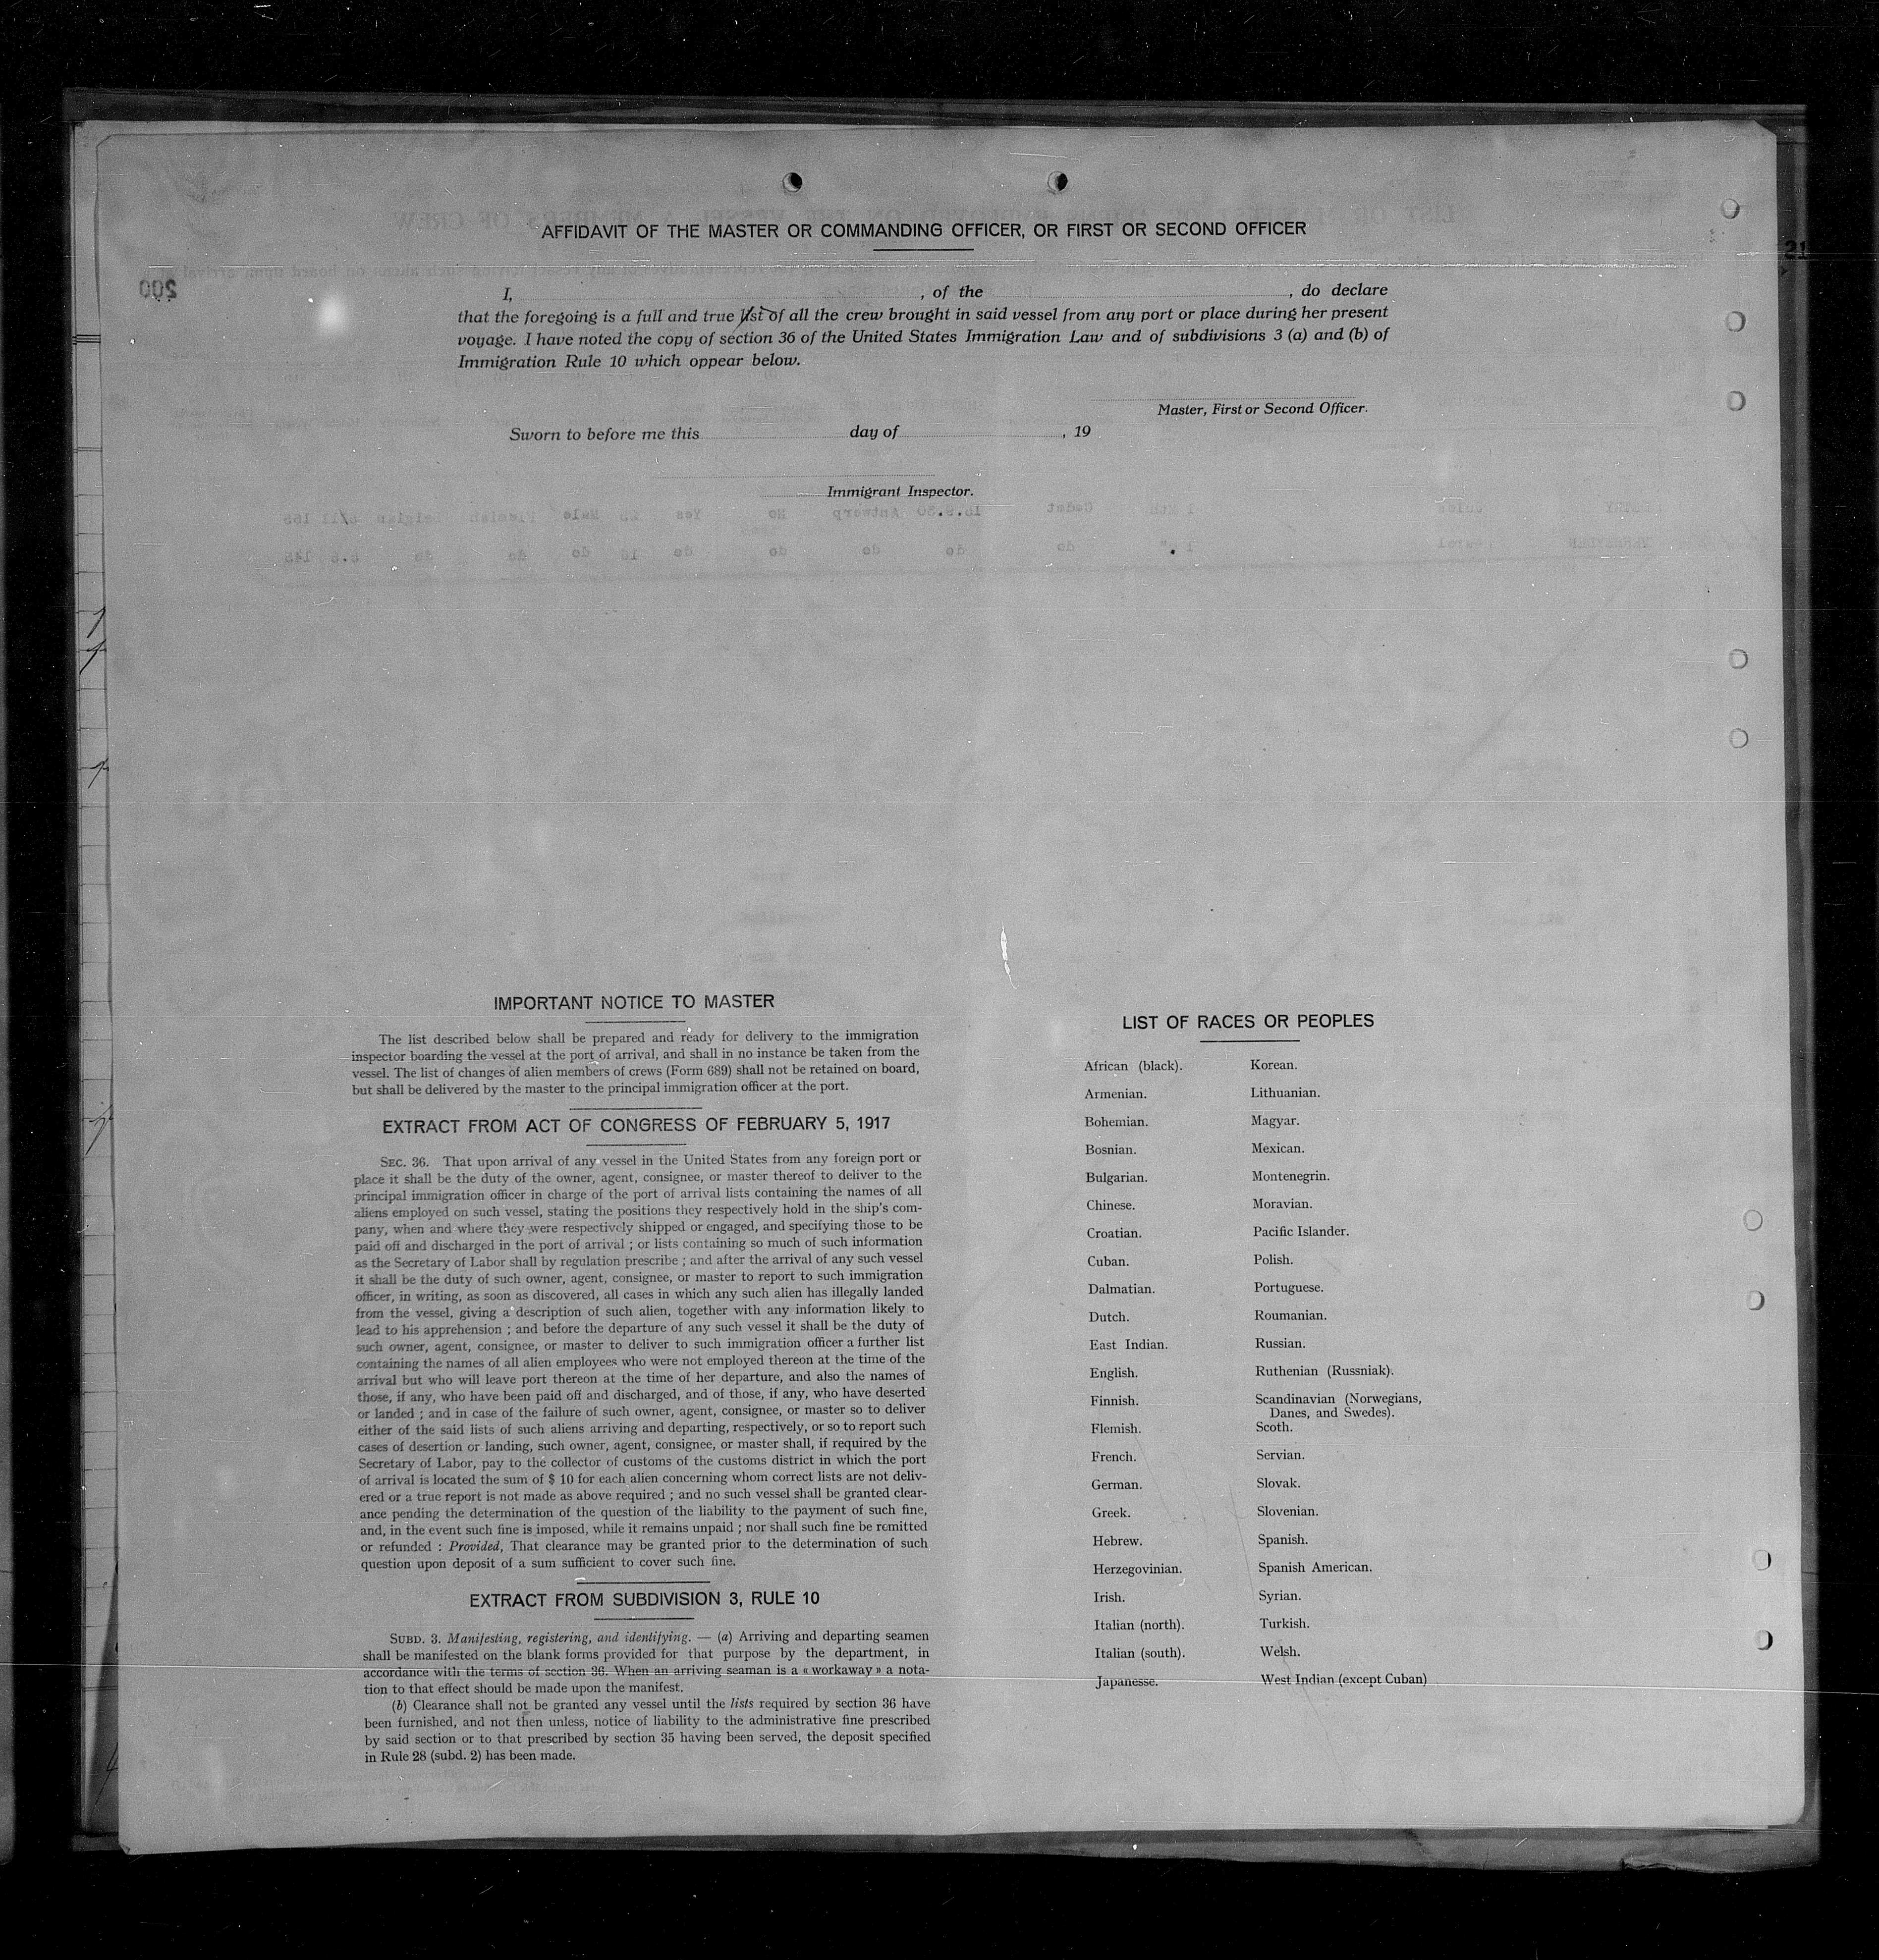 AFFIDAVIT OF THE MASTER OR COMMANDING OFFICER, OR FIRST OR SECOND OFFICER
I, , of the , do declare
that the foregoing is a full and true list of all the crew brought in said vessel from any port or place during her present
voyage. I have noted the copy of section 36 of the United States Immigration Law and of subdivisions 3 (a) and (b) of
Immigration Rule 10 which oppear below.
Master, First or Second Officer.
Sworn to before me this day of , 19
Immigrant Inspector.
21
200
IMPORTANT NOTICE TO MASTER
The list described below shall be prepared and ready for delivery to the immigration
inspector boarding the vessel at the port of arrival, and shall in no instance be taken from the
vessel. The list of changes of alien members of crews (Form 689) shall not be retained on board,
but shall be delivered by the master to the principal immigration officer at the port.
EXTRACT FROM ACT OF CONGRESS OF FEBRUARY 5, 1917
SEC. 36. That upon arrival of any vessel in the United States from any foreign port or
place it shall be the duty of the owner, agent, consignee, or master thereof to deliver to the
principal immigration officer in charge of the port of arrival lists containing the names of all
aliens employed on such vessel, stating the positions they respectively hold in the ship's com-
pany, when and where they were respectively shipped or engaged, and specifying those to be
paid off and discharged in the port of arrival ; or lists containing so much of such information
as the Secretary of Labor shall by regulation prescribe ; and after the arrival of any such vessel
it shall be the duty of such owner, agent, consignee, or master to report to such immigration
officer, in writing, as soon as discovered, all cases in which any such alien has illegally landed
from the vessel, giving a description of such alien, together with any information likely to
lead to his apprehension ; and before the departure of any such vessel it shall be the duty of
such owner, agent, consignee, or master to deliver to such immigration officer a further list
containing the names of all alien employees who were not employed thereon at the time of the
arrival but who will leave port thereon at the time of her departure, and also the names of
those, if any, who have been paid off and discharged, and of those, if any, who have deserted
or landed ; and in case of the failure of such owner, agent, consignee, or master so to deliver
either of the said lists of such aliens arriving and departing, respectively, or so to report such
cases of desertion or landing, such owner, agent, consignee, or master shall, if required by the
Secretary of Labor, pay to the collector of customs of the customs district in which the port
of arrival is located the sum of $ 10 for each alien concerning whom correct lists are not deliv-
ered or a true report is not made as above required ; and no such vessel shall be granted clear-
ance pending the determination of the question of the liability to the payment of such fine,
and, in the event such fine is imposed, while it remains unpaid ; nor shall such fine be remitted
or refunded : Provided, That clearance may be granted prior to the determination of such
question upon deposit of a sum sufficient to cover such fine.
EXTRACT FROM SUBDIVISION 3, RULE 10
SUBD. 3. Manifesting, registering, and identifying. — (a) Arriving and departing seamen
shall be manifested on the blank forms provided for that purpose by the department, in
accordance with the terms of section 36. When an arriving seaman is a « workaway » a nota-
tion to that effect should be made upon the manifest.
(b) Clearance shall not be granted any vessel until the lists required by section 36 have
been furnished, and not then unless, notice of liability to the administrative fine prescribed
by said section or to that prescribed by section 35 having been served, the deposit specified
in Rule 28 (subd. 2) has been made.
LIST OF RACES OR PEOPLES
African (black).
Armenian.
Bohemian.
Bosnian.
Bulgarian.
Chinese.
Croatian.
Cuban.
Dalmatian.
Dutch.
East Indian.
English.
Finnish.
Flemish.
French.
German.
Greek.
Hebrew.
Herzegovinian.
Irish.
Italian (north).
Italian (south).
Japanesse.
Korean.
Lithuanian.
Magyar.
Mexican.
Montenegrin.
Moravian.
Pacific Islander.
Polish.
Portuguese.
Roumanian.
Russian.
Ruthenian (Russniak).
Scandinavian (Norwegians,
Danes, and Swedes).
Scoth.
Servian.
Slovak.
Slovenian.
Spanish.
Spanish American.
Syrian.
Turkish.
Welsh.
West Indian (except Cuban)